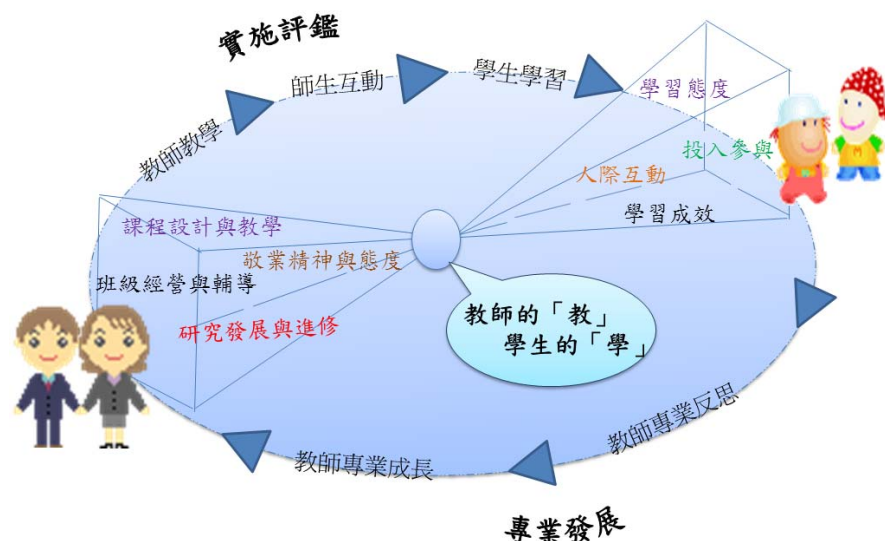 實施評鑑
師生互動
學生學習
教師教學
學習態度
投入參與
人際互動
學習成效
課程設計與教學
敬業精神與態度
班級經營與輔導
研究發展與進修
教師的「教」
學生的「學」
教師專業反思
教師專業成長
專業發展